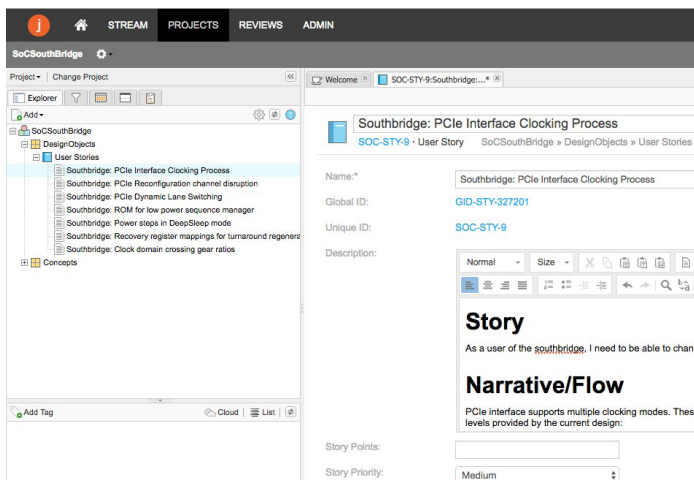 j STREAM PROJECTS REVIEWS ADMIN
SoCSouthBridge
Project Change Project
Welcome SOC-STY-9:Southbridge:...*
Explorer
Add
SoCSouthBridge
DesignObjects
User Stories
Southbridge: PCIe Interface Clocking Process
Southbridge: PCIe Reconfiguration channel disruption
Southbridge: PCIe Dynamic Lane Switching
Southbridge: ROM for low power sequence manager
Southbridge: Power steps in DeepSleep mode
Southbridge: Recovery register mappings for turnaround regenera
Southbridge: Clock domain crossing gear ratios
Concepts
Add Tag Cloud List
Southbridge: PCIe Interface Clocking Process
SOC-STY-9 · User Story SoCSouthBridge » DesignObjects » User Stories
Name:* Southbridge: PCIe Interface Clocking Process
Global ID: GID-STY-327201
Unique ID: SOC-STY-9
Description:
Normal Size
Story
As a user of the southbridge, I need to be able to chan
Narrative/Flow
PCIe interface supports multiple clocking modes. Thes
levels provided by the current design:
Story Points:
Story Priority: Medium